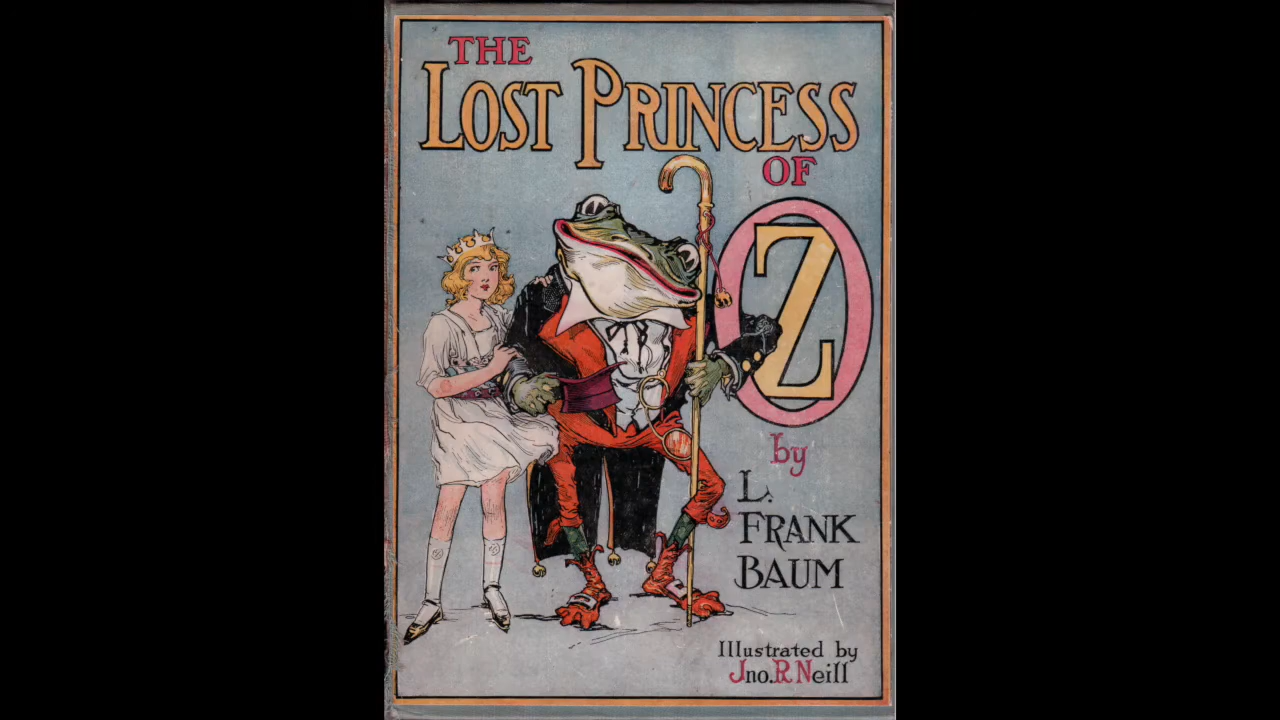 THE
LOST PRINCESS
OF
OZ
by
L.
FRANK
BAUM
Illustrated by
Jno. R Neill